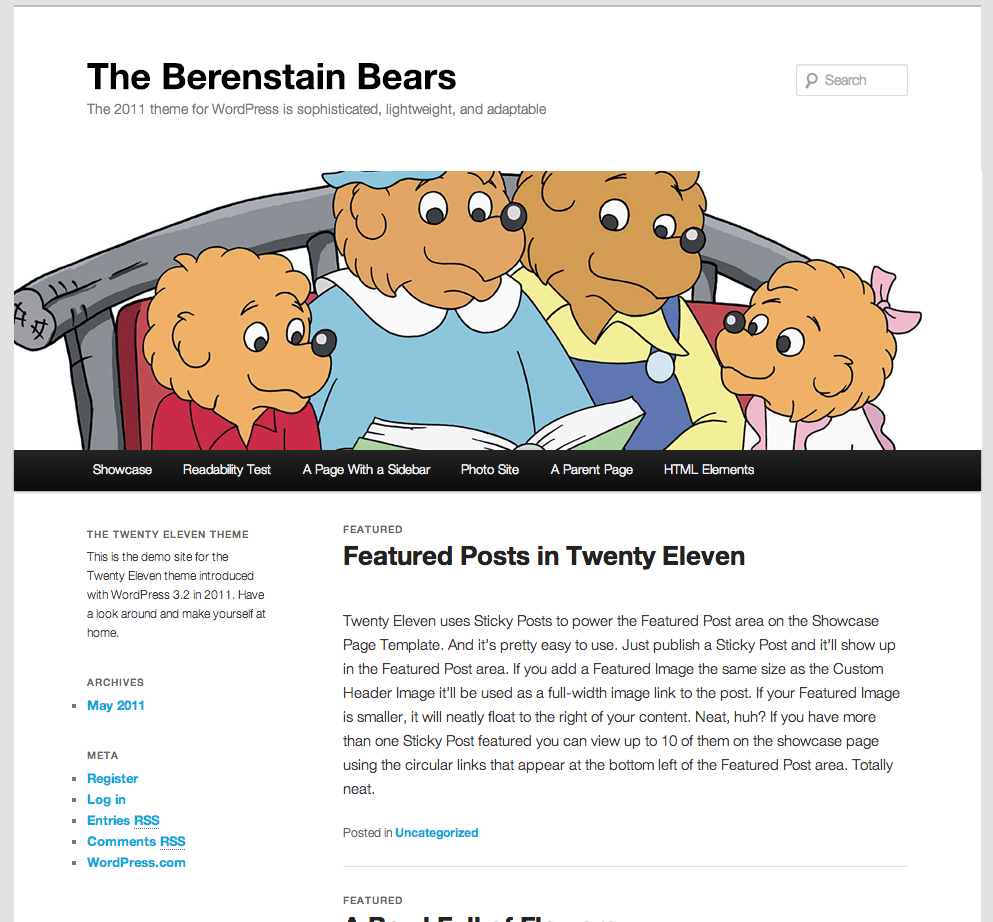 The Berenstain Bears
The 2011 theme for WordPress is sophisticated, lightweight, and adaptable
Search
Showcase Readability Test A Page With a Sidebar Photo Site A Parent Page HTML Elements
THE TWENTY ELEVEN THEME
This is the demo site for the
Twenty Eleven theme introduced
with WordPress 3.2 in 2011. Have
a look around and make yourself at
home.
ARCHIVES
May 2011
META
Register
Log in
Entries RSS
Comments RSS
WordPress.com
FEATURED
Featured Posts in Twenty Eleven
Twenty Eleven uses Sticky Posts to power the Featured Post area on the Showcase
Page Template. And it’s pretty easy to use. Just publish a Sticky Post and it’ll show up
in the Featured Post area. If you add a Featured Image the same size as the Custom
Header Image it’ll be used as a full-width image link to the post. If your Featured Image
is smaller, it will neatly float to the right of your content. Neat, huh? If you have more
than one Sticky Post featured you can view up to 10 of them on the showcase page
using the circular links that appear at the bottom left of the Featured Post area. Totally
neat.
Posted in Uncategorized
FEATURED
A Bowl Full of Flowers